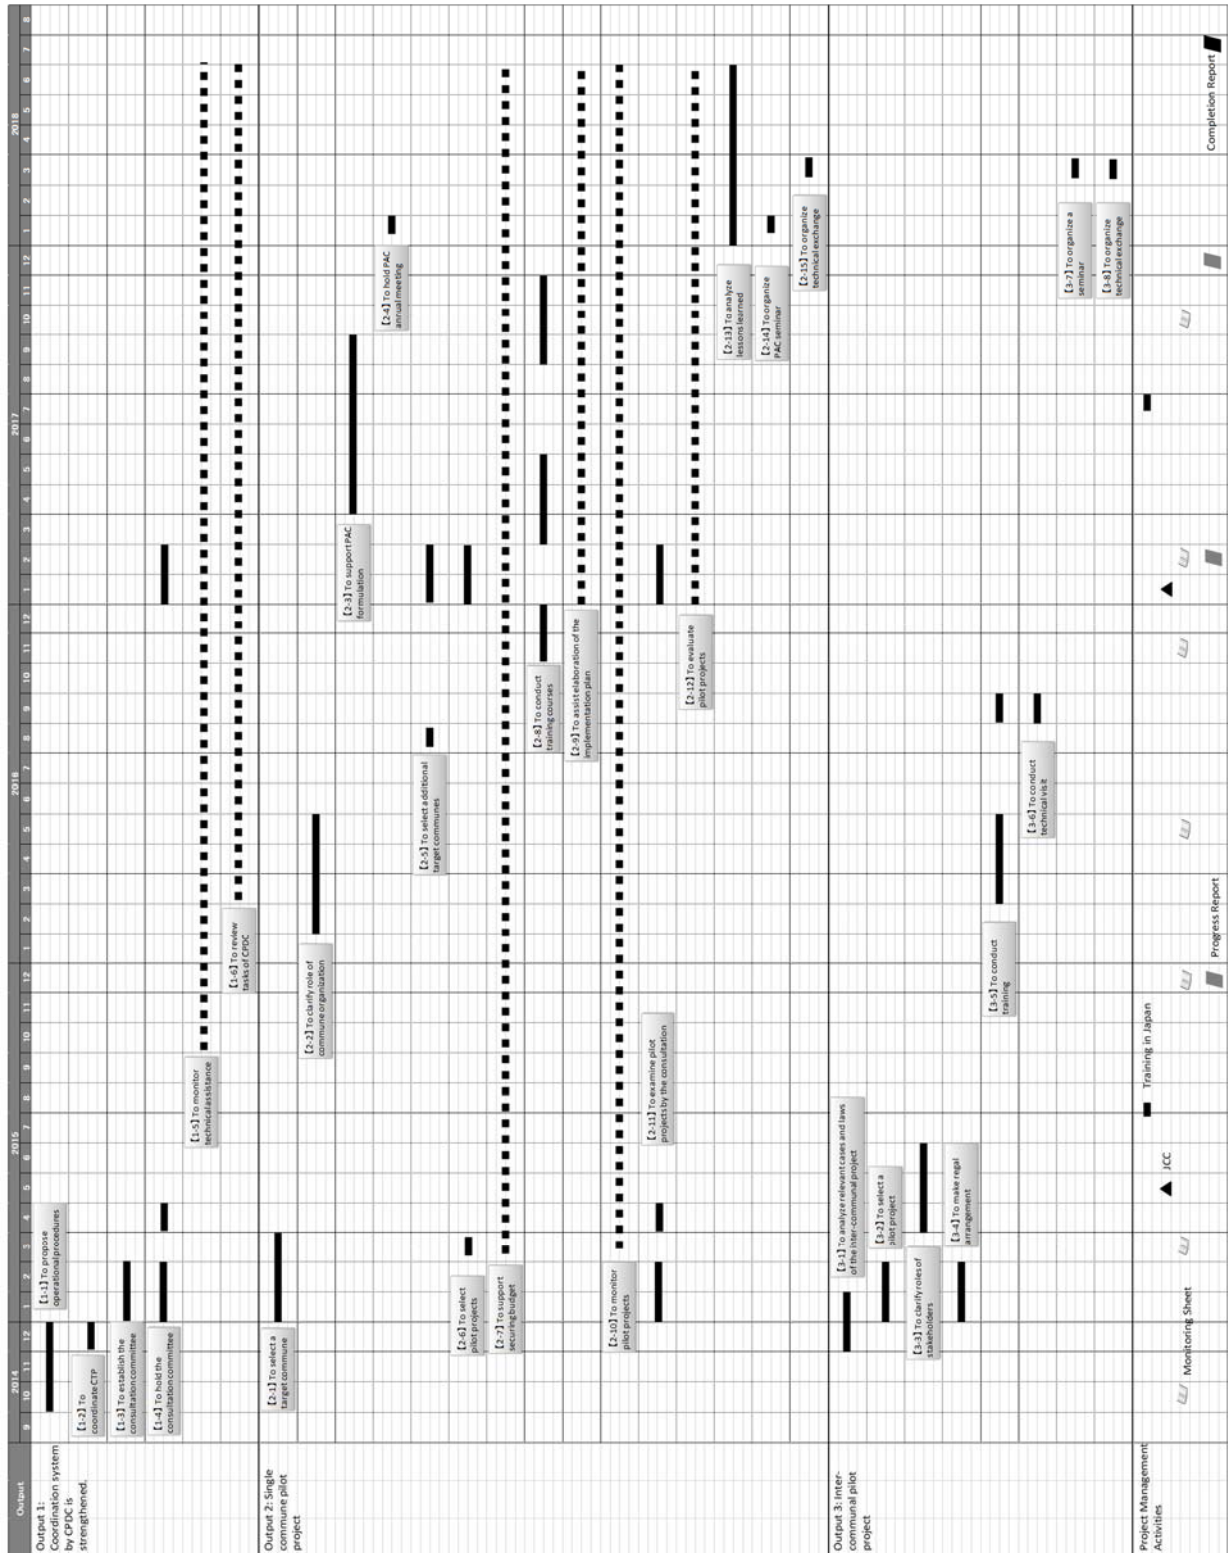 Output
2014
2015
2016
2017
2018
9 10 11 12 1 2 3 4 5 6 7 8 9 10 11 12 1 2 3 4 5 6 7 8 9 10 11 12 1 2 3 4 5 6 7 8 9 10 11 12 1 2 3 4 5 6 7 8
Output 1:
Coordination system
by CPDC is
strengthened.
[1-1] To propose
operational procedures
[1-2] To
coordinate CTP
[1-3] To establish the
consultation committee
[1-4] To hold the
consultation committee
[1-5] To monitor
technical assistance
[1-6] To review
tasks of CPDC
Output 2: Single
commune pilot
project
[2-1] To select a
target commune
[2-2] To clarify role of
commune organization
[2-3] To support PAC
formulation
[2-4] To hold PAC
annual meeting
[2-5] To select additional
target communes
[2-6] To select
pilot projects
[2-7] To support
securing budget
[2-8] To conduct
training courses
[2-9] To assist elaboration of the
implementation plan
[2-10] To monitor
pilot projects
[2-11] To examine pilot
projects by the consultation
[2-12] To evaluate
pilot projects
[2-13] To analyze
lessons learned
[2-14] To organize
PAC seminar
[2-15] To organize
technical exchange
Output 3: Inter-
communal pilot
project
[3-1] To analyze relevant cases and laws
of the inter-communal project
[3-2] To select a
pilot project
[3-3] To clarify roles of
stakeholders
[3-4] To make regal
arrangement
[3-5] To conduct
training
[3-6] To conduct
technical visit
[3-7] To organize a
seminar
[3-8] To organize
technical exchange
Project Management
Activities
Training in Japan
JCC
Monitoring Sheet
Progress Report
Completion Report